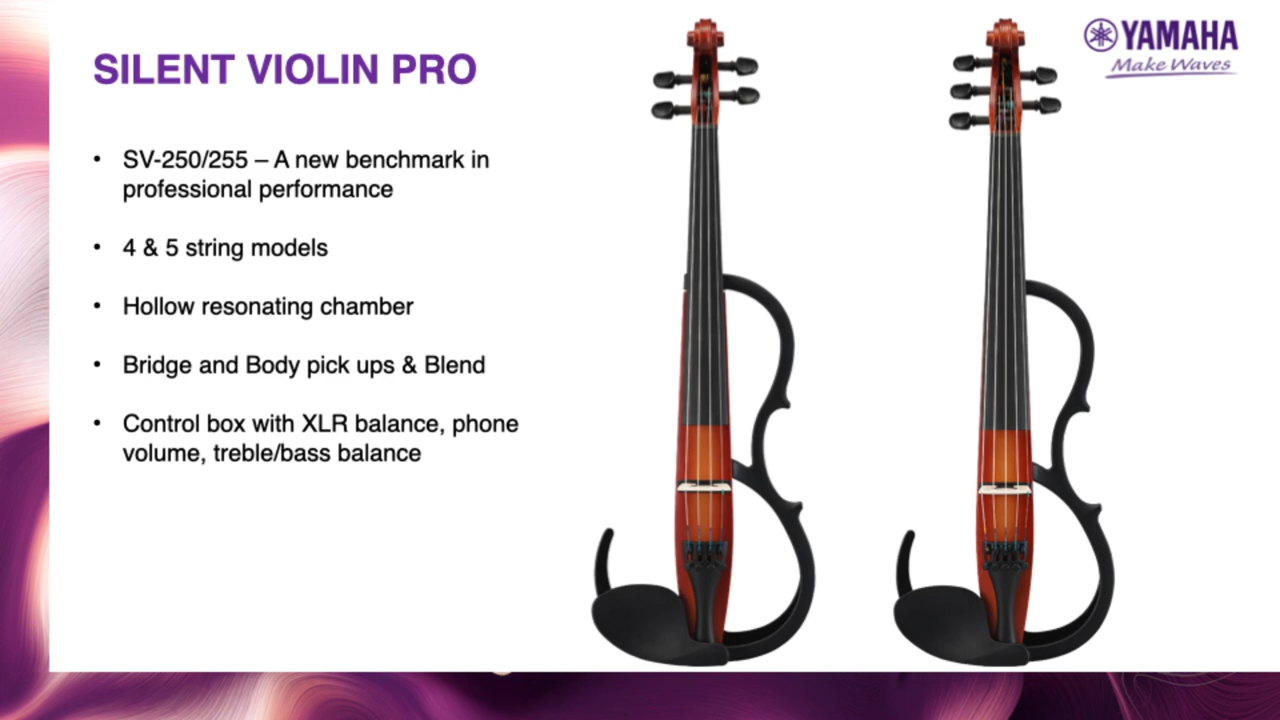 SILENT VIOLIN PRO
YAMAHA
Make Waves
• SV-250/255 – A new benchmark in
professional performance
• 4 & 5 string models
• Hollow resonating chamber
• Bridge and Body pick ups & Blend
• Control box with XLR balance, phone
volume, treble/bass balance